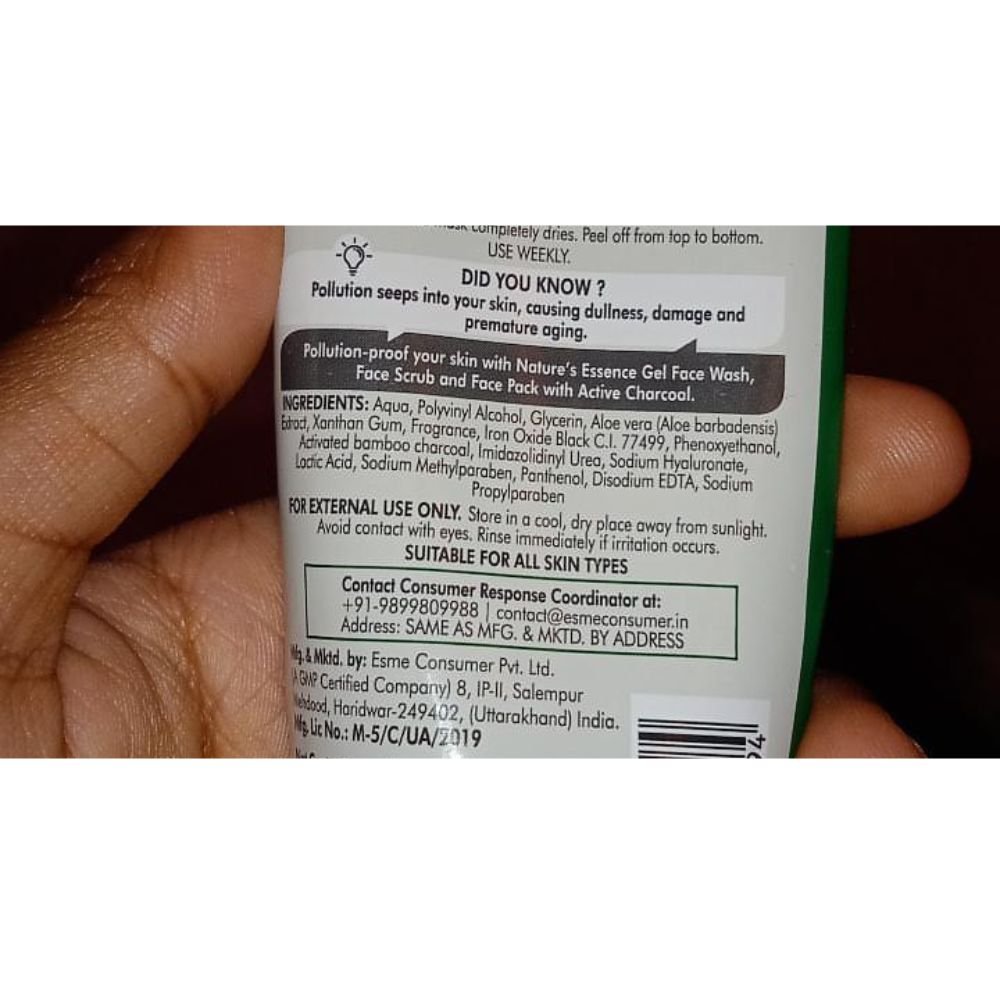 completely dries. Peel off from top to bottom.
USE WEEKLY.
DID YOU KNOW ?
Pollution seeps into your skin, causing dullness, damage and
premature aging.
Pollution-proof your skin with Nature's Essence Gel Face Wash,
Face Scrub and Face Pack with Active Charcoal.
INGREDIENTS: Aqua, Polyvinyl Alcohol, Glycerin, Aloe vera (Aloe barbadensis)
Extract, Xanthan Gum, Fragrance, Iron Oxide Black C.I. 77499, Phenoxyethanol,
Activated bamboo charcoal, Imidazolidinyl Urea, Sodium Hyaluronate,
Lactic Acid, Sodium Methylparaben, Panthenol, Disodium EDTA, Sodium
Propylparaben
FOR EXTERNAL USE ONLY. Store in a cool, dry place away from sunlight.
Avoid contact with eyes. Rinse immediately if irritation occurs.
SUITABLE FOR ALL SKIN TYPES
Contact Consumer Response Coordinator at:
+91-9899809988 | contact@esmeconsumer.in
Address: SAME AS MFG. & MKTD. BY ADDRESS
Mfg. & Mktd. by: Esme Consumer Pvt. Ltd.
(A GMP Certified Company) 8, IP-II, Salempur
Mehdood, Haridwar-249402, (Uttarakhand) India.
Mfg. Lic No.: M-5/C/UA/2019